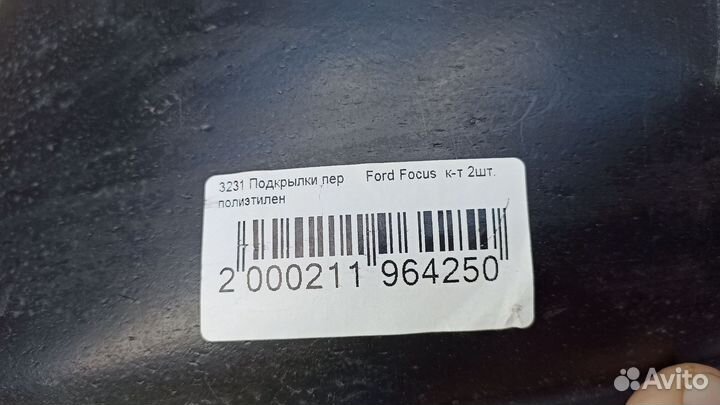 3231 Подкрылки пер Ford Focus к-т 2шт.
полиэтилен
2 000211 964250
Avito